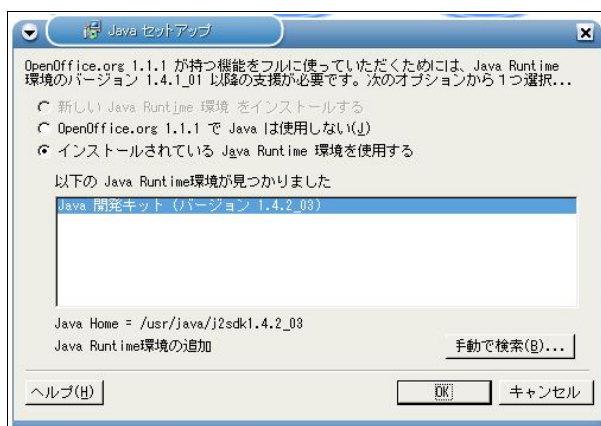 Java セットアップ
OpenOffice.org 1.1.1 が持つ機能をフルに使っていただくためには、Java Runtime
環境のバージョン 1.4.1_01 以降の支援が必要です。次のオプションから１つ選択...
新しい Java Runtime 環境 をインストールする
OpenOffice.org 1.1.1 で Java は使用しない(J)
インストールされている Java Runtime 環境を使用する
以下の Java Runtime環境が見つかりました
Java 開発キット (バージョン 1.4.2_03)
Java Home = /usr/java/j2sdk1.4.2_03
Java Runtime環境の追加
手動で検索(B)...
ヘルプ(H)
OK
キャンセル